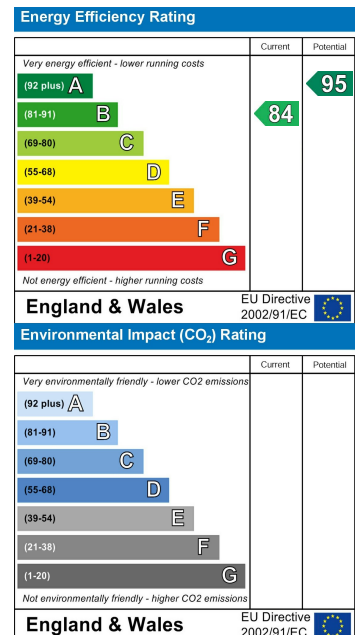 Energy Efficiency Rating
Current Potential
Very energy efficient - lower running costs
(92 plus) A 95
(81-91) B 84
(69-80) C
(55-68) D
(39-54) E
(21-38) F
(1-20) G
Not energy efficient - higher running costs
England & Wales EU Directive 2002/91/EC
Environmental Impact (CO₂) Rating
Current Potential
Very environmentally friendly - lower CO2 emissions
(92 plus) A
(81-91) B
(69-80) C
(55-68) D
(39-54) E
(21-38) F
(1-20) G
Not environmentally friendly - higher CO2 emissions
England & Wales EU Directive 2002/91/EC